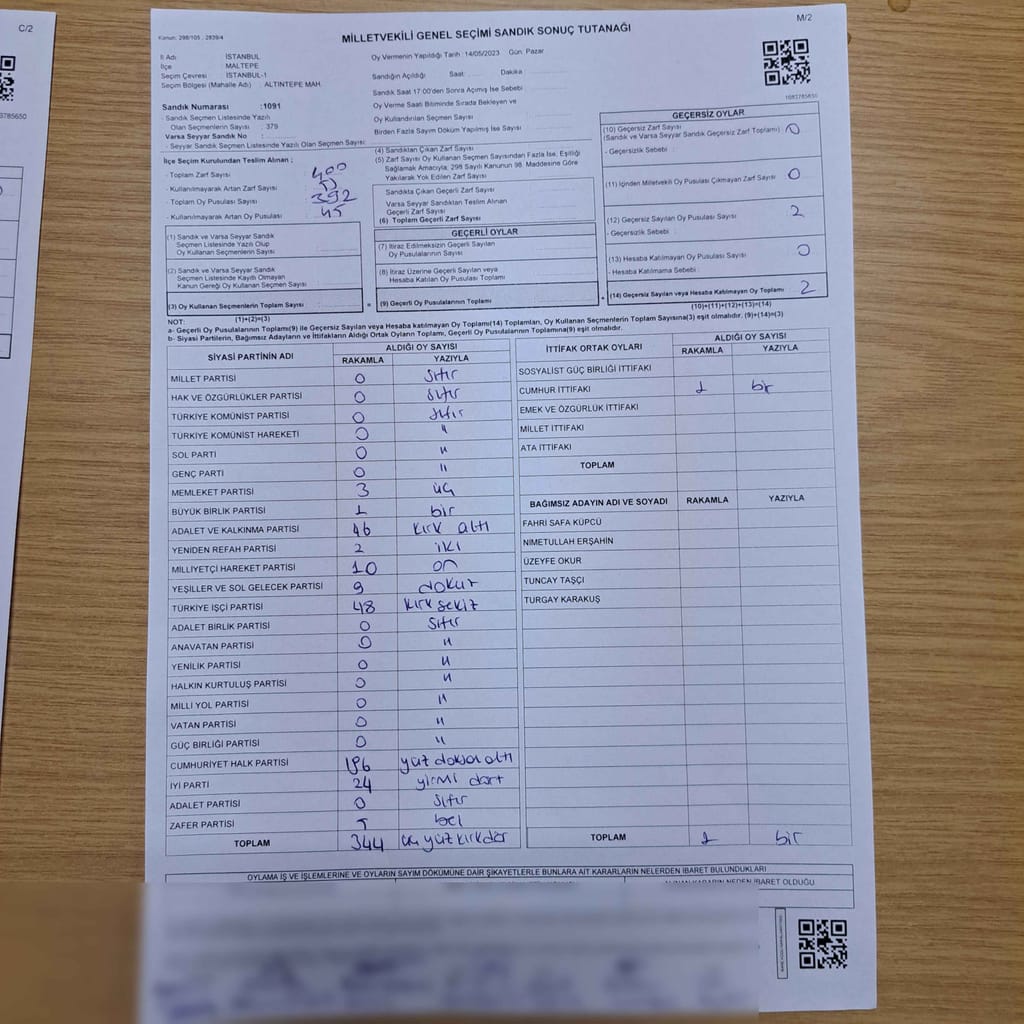 C/2
3785650
M/2
Kanun: 298/105 , 2839/4
MİLLETVEKİLİ GENEL SEÇİMİ SANDIK SONUÇ TUTANAĞI
İl Adı İSTANBUL
İlçe MALTEPE
Seçim Çevresi İSTANBUL-1
Seçim Bölgesi (Mahalle Adı) ALTINTEPE MAH.
Oy Vermenin Yapıldığı Tarih :14/05/2023 Gün: Pazar
Sandığın Açıldığı Saat: Dakika
Sandık Saat 17:00'den Sonra Açılmış İse Sebebi
Oy Verme Saati Bitiminde Sırada Bekleyen ve
Oy Kullandırılan Seçmen Sayısı
Birden Fazla Sayım Döküm Yapılmış İse Sayısı
1083785650
Sandık Numarası :1091
- Sandık Seçmen Listesinde Yazılı
Olan Seçmenlerin Sayısı : 379
Varsa Seyyar Sandık No :
- Seyyar Sandık Seçmen Listesinde Yazılı Olan Seçmen Sayısı:
İlçe Seçim Kurulundan Teslim Alınan ;
- Toplam Zarf Sayısı 400
- Kullanılmayarak Artan Zarf Sayısı
- Toplam Oy Pusulası Sayısı 392
- Kullanılmayarak Artan Oy Pusulası 45
(1) Sandık ve Varsa Seyyar Sandık
Seçmen Listesinde Yazılı Olup
Oy Kullanan Seçmenlerin Sayısı
(2) Sandık ve Varsa Seyyar Sandık
Seçmen Listesinde Kayıtlı Olmayan
Kanun Gereği Oy Kullanan Seçmen Sayısı
(3) Oy Kullanan Seçmenlerin Toplam Sayısı =
(1)+(2)=(3)
(4) Sandıktan Çıkan Zarf Sayısı
(5) Zarf Sayısı Oy Kullanan Seçmen Sayısından Fazla İse, Eşitliği
Sağlamak Amacıyla; 298 Sayılı Kanunun 98. Maddesine Göre
Yakılarak Yok Edilen Zarf Sayısı
Sandıkta Çıkan Geçerli Zarf Sayısı
Varsa Seyyar Sandıktan Teslim Alınan
Geçerli Zarf Sayısı
(6) Toplam Geçerli Zarf Sayısı
GEÇERLİ OYLAR
(7) İtiraz Edilmeksizin Geçerli Sayılan
Oy Pusulalarının Sayısı
(8) İtiraz Üzerine Geçerli Sayılan veya
Hesaba Katılan Oy Pusulası Toplamı
(9) Geçerli Oy Pusulalarının Toplamı +
GEÇERSİZ OYLAR
(10) Geçersiz Zarf Sayısı
(Sandık ve Varsa Seyyar Sandık Geçersiz Zarf Toplamı) 0
- Geçersizlik Sebebi :
(11) İçinden Milletvekili Oy Pusulası Çıkmayan Zarf Sayısı 0
(12) Geçersiz Sayılan Oy Pusulası Sayısı 2
- Geçersizlik Sebebi :
(13) Hesaba Katılmayan Oy Pusulası Sayısı 0
- Hesaba Katılmama Sebebi :
(14) Geçersiz Sayılan veya Hesaba Katılmayan Oy Toplamı 2
(10)+(11)+(12)+(13)=(14)
NOT:
a- Geçerli Oy Pusulalarının Toplamı(9) ile Geçersiz Sayılan veya Hesaba katılmayan Oy Toplamı(14) Toplamları, Oy Kullanan Seçmenlerin Toplam Sayısına(3) eşit olmalıdır. (9)+(14)=(3)
b- Siyasi Partilerin, Bağımsız Adayların ve İttifakların Aldığı Ortak Oyların Toplamı, Geçerli Oy Pusulalarının Toplamına(9) eşit olmalıdır.
SİYASİ PARTİNİN ADI ALDIĞI OY SAYISI
RAKAMLA YAZIYLA
MİLLET PARTİSİ 0 sıfır
HAK VE ÖZGÜRLÜKLER PARTİSİ 0 sıfır
TÜRKİYE KOMÜNİST PARTİSİ 0 sıfır
TÜRKİYE KOMÜNİST HAREKETİ 0 "
SOL PARTİ 0 "
GENÇ PARTİ 0 "
MEMLEKET PARTİSİ 3 üç
BÜYÜK BİRLİK PARTİSİ 1 bir
ADALET VE KALKINMA PARTİSİ 46 kırk altı
YENİDEN REFAH PARTİSİ 2 iki
MİLLİYETÇİ HAREKET PARTİSİ 10 on
YEŞİLLER VE SOL GELECEK PARTİSİ 9 dokuz
TÜRKİYE İŞÇİ PARTİSİ 48 kırk sekiz
ADALET BİRLİK PARTİSİ 0 sıfır
ANAVATAN PARTİSİ 0 "
YENİLİK PARTİSİ 0 "
HALKIN KURTULUŞ PARTİSİ 0 "
MİLLİ YOL PARTİSİ 0 "
VATAN PARTİSİ 0 "
GÜÇ BİRLİĞİ PARTİSİ 0 "
CUMHURİYET HALK PARTİSİ 196 yüz doksan altı
İYİ PARTİ 24 yirmi dört
ADALET PARTİSİ 0 sıfır
ZAFER PARTİSİ 5 beş
TOPLAM 344 üç yüz kırk dör
İTTİFAK ORTAK OYLARI ALDIĞI OY SAYISI
RAKAMLA YAZIYLA
SOSYALİST GÜÇ BİRLİĞİ İTTİFAKI
CUMHUR İTTİFAKI 1 bir
EMEK VE ÖZGÜRLÜK İTTİFAKI
MİLLET İTTİFAKI
ATA İTTİFAKI
TOPLAM
BAĞIMSIZ ADAYIN ADI VE SOYADI RAKAMLA YAZIYLA
FAHRİ SAFA KÜPCÜ
NİMETULLAH ERŞAHİN
ÜZEYFE OKUR
TUNCAY TAŞÇI
TURGAY KARAKUŞ
TOPLAM 1 bir
OYLAMA İŞ VE İŞLEMLERİNE VE OYLARIN SAYIM DÖKÜMÜNE DAİR ŞİKAYETLERLE BUNLARA AİT KARARLARIN NELERDEN İBARET BULUNDUKLARI
ALINAN KARARIN NEDEN İBARET OLDUĞU